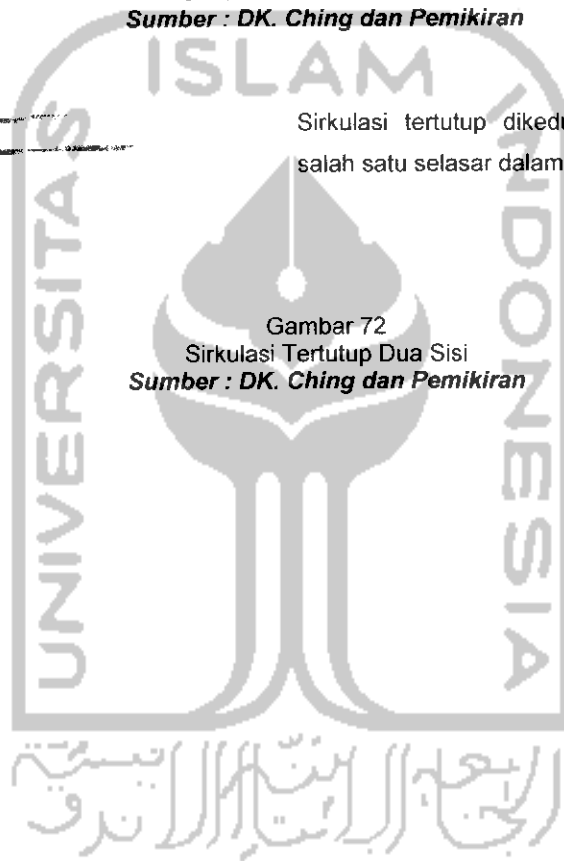 Sumber : DK. Ching dan Pemikiran
ISLAM
UNIVERSITAS
INDONESIA
Sirkulasi tertutup
salah satu selasar dalam
Gambar 72
Sirkulasi Tertutup Dua Sisi
Sumber : DK. Ching dan Pemikiran